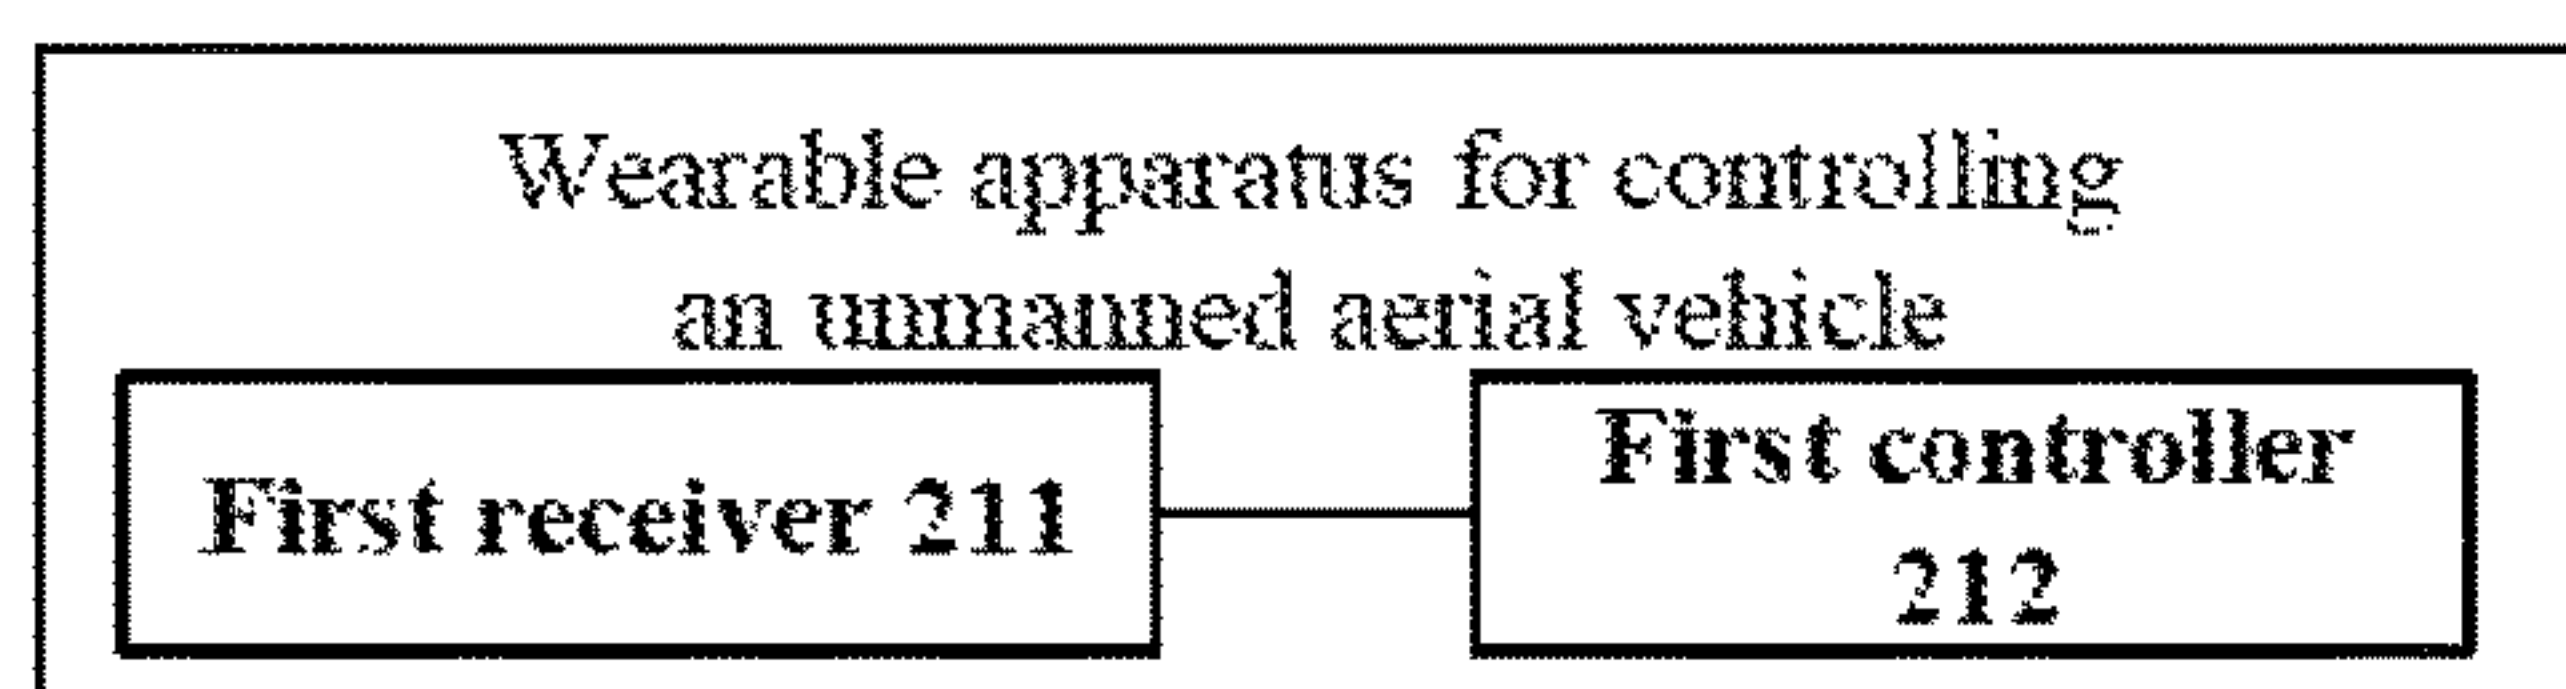 Wearable apparatus for controlling
an unmanned aerial vehicle
First receiver 211
First controller
212